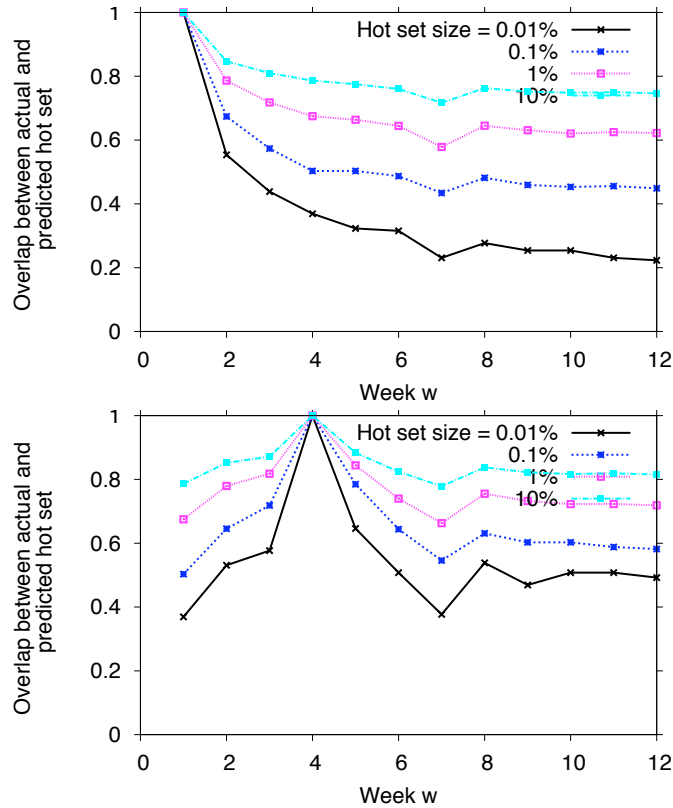 Hot set size = 0.01%
0.1%
1%
10%
1
0.8
0.6
0.4
0.2
0
Overlap between actual and
predicted hot set
0 2 4 6 8 10 12
Week w
Hot set size = 0.01%
0.1%
1%
10%
1
0.8
0.6
0.4
0.2
0
Overlap between actual and
predicted hot set
0 2 4 6 8 10 12
Week w